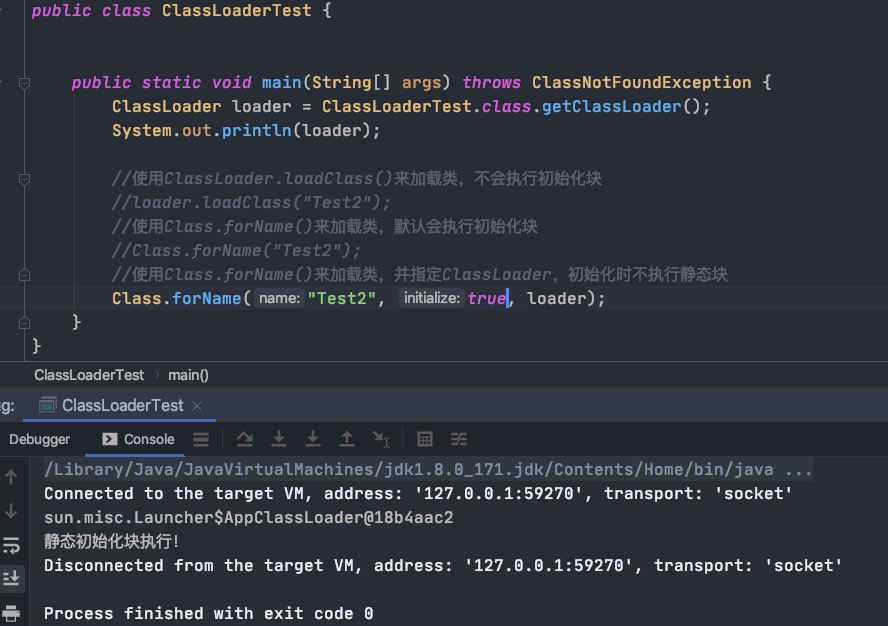 public class ClassLoaderTest {
public static void main(String[] args) throws ClassNotFoundException {
ClassLoader loader = ClassLoaderTest.class.getClassLoader();
System.out.println(loader);
//使用ClassLoader.loadClass()来加载类，不会执行初始化块
//loader.loadClass("Test2");
//使用Class.forName()来加载类，默认会执行初始化块
//Class.forName("Test2");
//使用Class.forName()来加载类，并指定ClassLoader，初始化时不执行静态块
Class.forName( name: "Test2", initialize: true, loader);
}
}
ClassLoaderTest › main()
g: ClassLoaderTest ×
Debugger Console
/Library/Java/JavaVirtualMachines/jdk1.8.0_171.jdk/Contents/Home/bin/java ...
Connected to the target VM, address: '127.0.0.1:59270', transport: 'socket'
sun.misc.Launcher$AppClassLoader@18b4aac2
静态初始化块执行！
Disconnected from the target VM, address: '127.0.0.1:59270', transport: 'socket'
Process finished with exit code 0